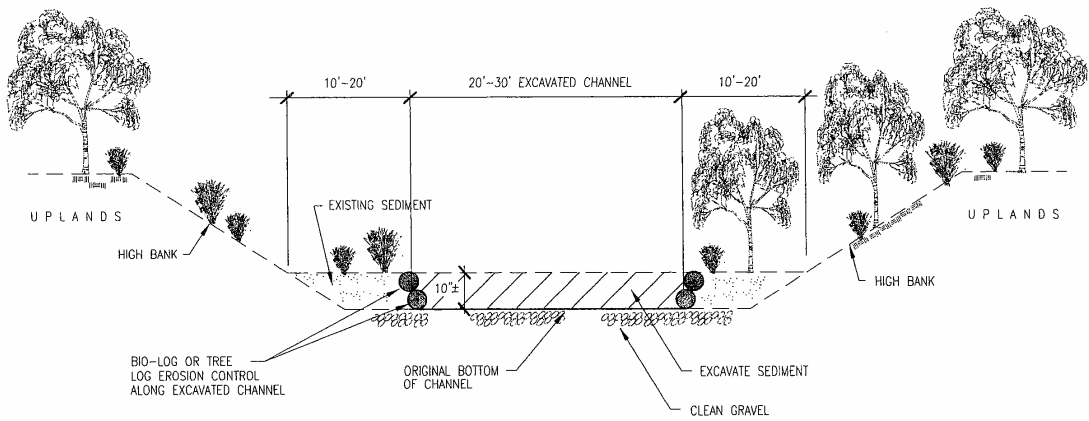 10'-20'
20'-30' EXCAVATED CHANNEL
10'-20'
EXISTING SEDIMENT
UPLANDS
UPLANDS
HIGH BANK
HIGH BANK
10"±
BIO-LOG OR TREE
LOG EROSION CONTROL
ALONG EXCAVATED CHANNEL
ORIGINAL BOTTOM
OF CHANNEL
EXCAVATE SEDIMENT
CLEAN GRAVEL